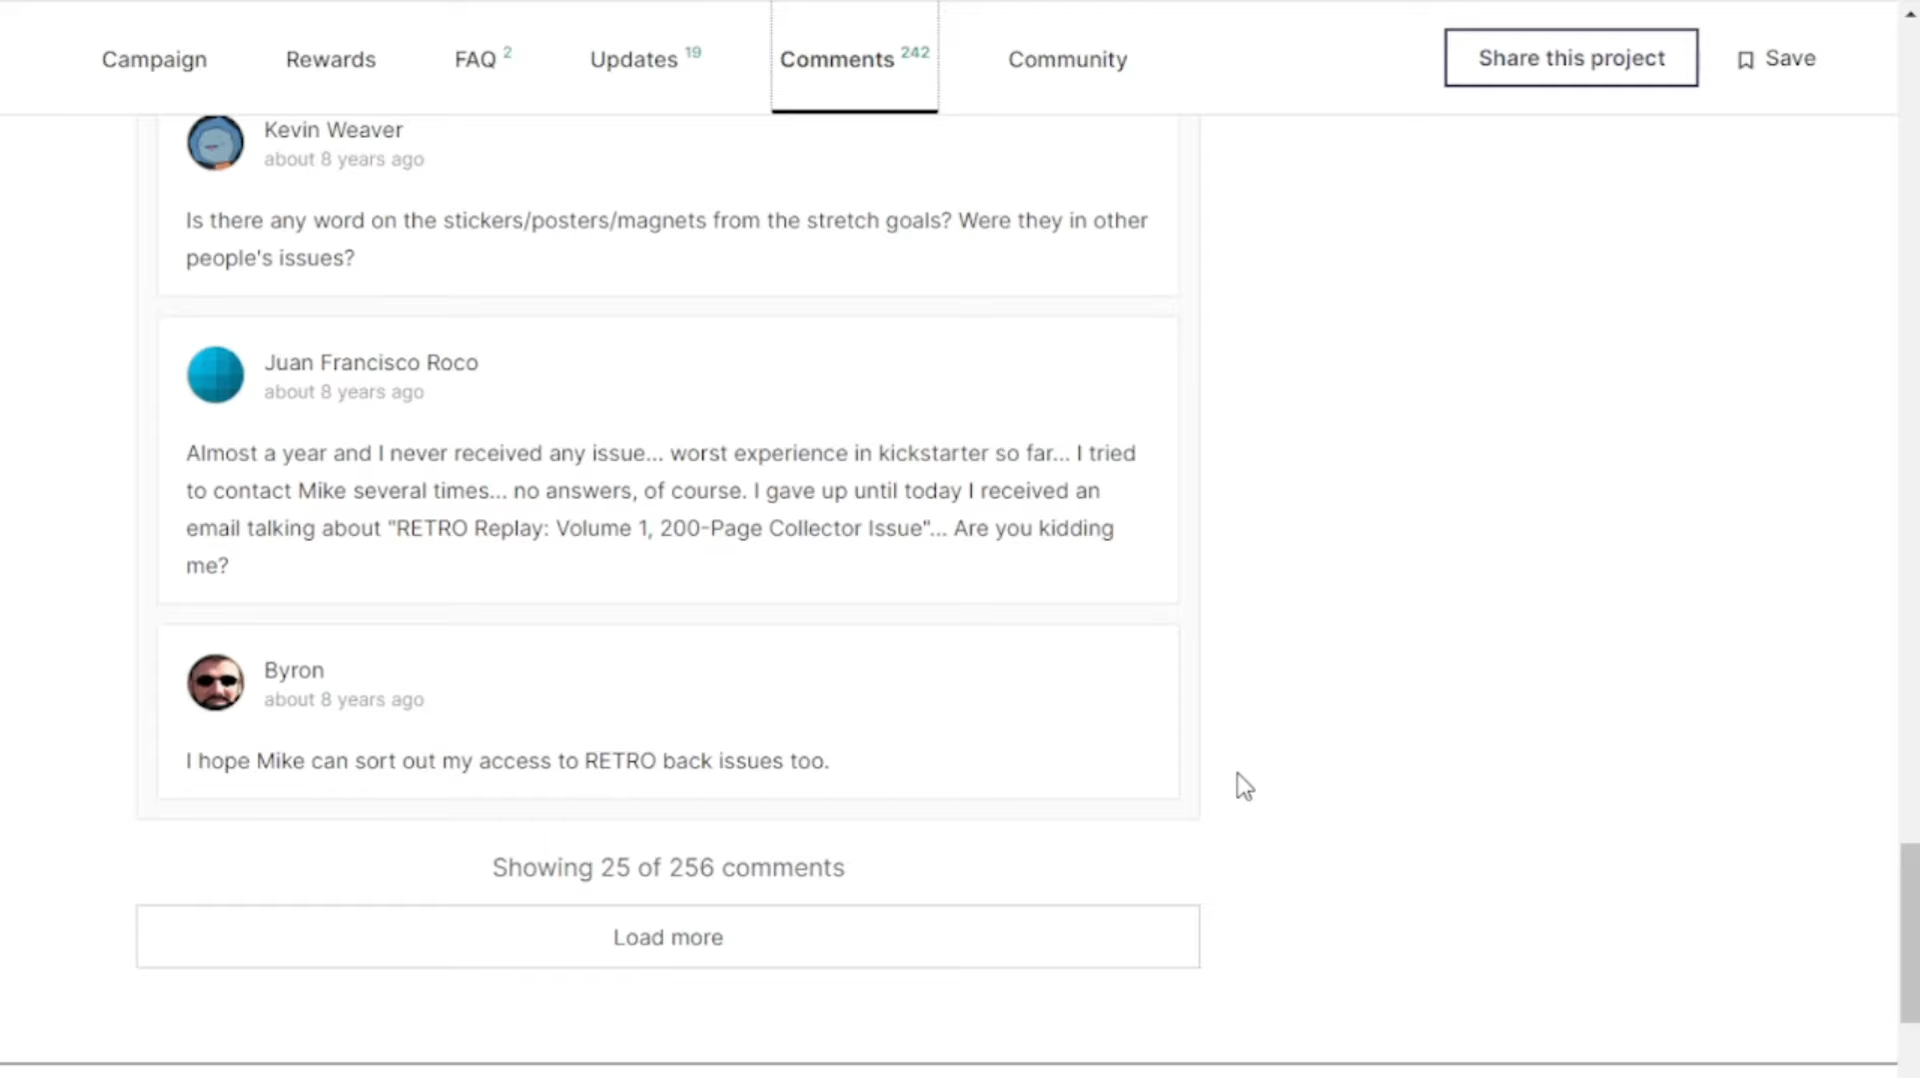 Campaign Rewards FAQ 2 Updates 19 Comments 242 Community Share this project Save
Kevin Weaver
about 8 years ago
Is there any word on the stickers/posters/magnets from the stretch goals? Were they in other
people's issues?
Juan Francisco Roco
about 8 years ago
Almost a year and I never received any issue... worst experience in kickstarter so far... I tried
to contact Mike several times... no answers, of course. I gave up until today I received an
email talking about "RETRO Replay: Volume 1, 200-Page Collector Issue"... Are you kidding
me?
Byron
about 8 years ago
I hope Mike can sort out my access to RETRO back issues too.
Showing 25 of 256 comments
Load more